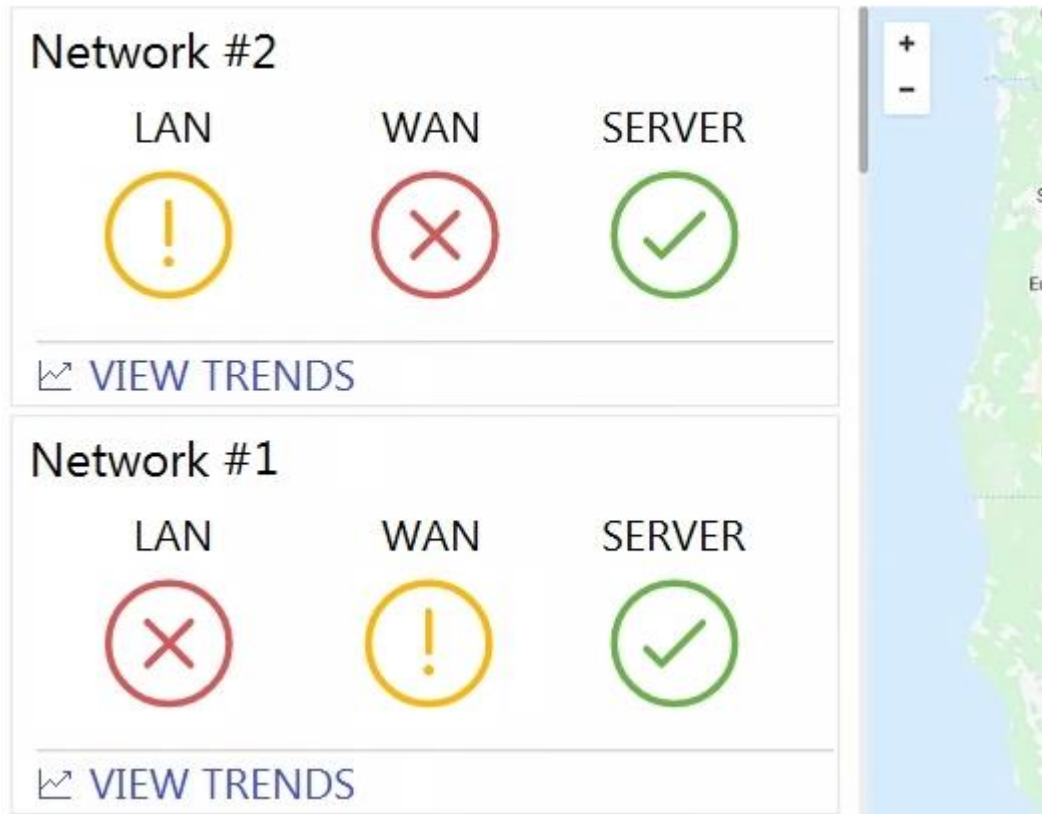 Network #2
LAN WAN SERVER
VIEW TRENDS
Network #1
LAN WAN SERVER
VIEW TRENDS
+
-